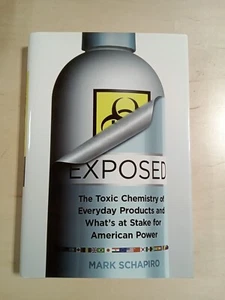 EXPOSED
The Toxic Chemistry of
Everyday Products and
What's at Stake for
American Power
MARK SCHAPIRO